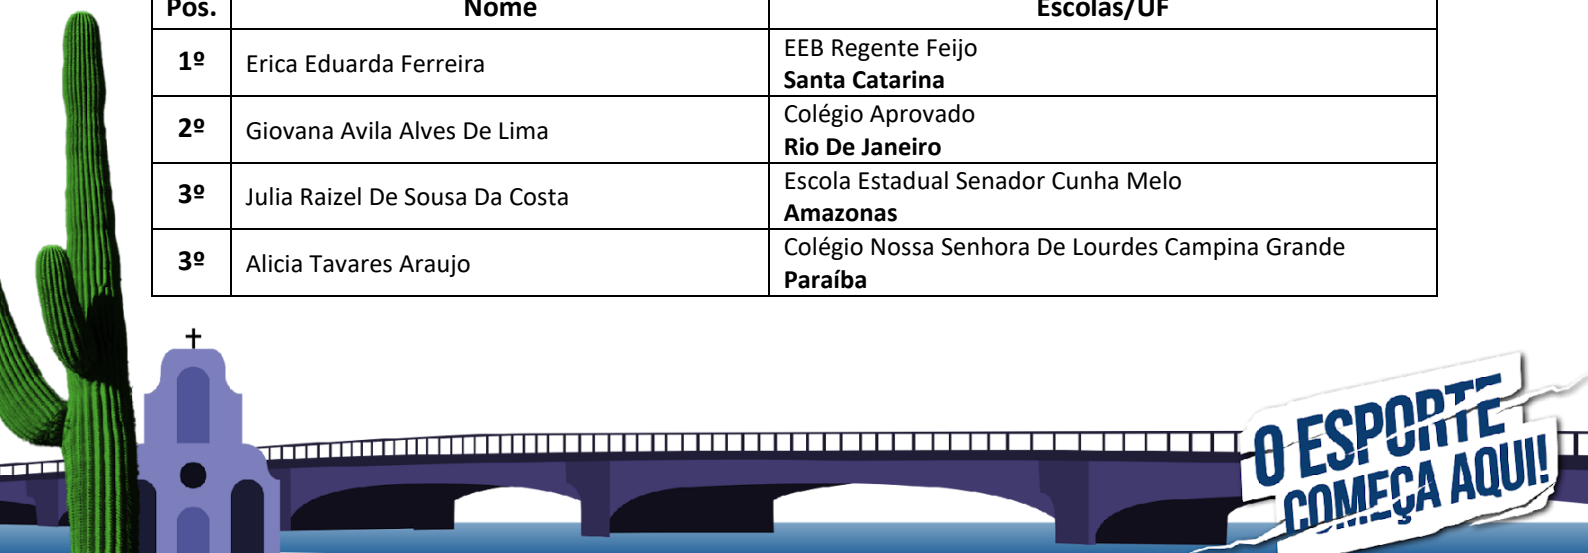 Pos. Nome Escolas/UF
1º Erica Eduarda Ferreira EEB Regente Feijo
Santa Catarina
2º Giovana Avila Alves De Lima Colégio Aprovado
Rio De Janeiro
3º Julia Raizel De Sousa Da Costa Escola Estadual Senador Cunha Melo
Amazonas
3º Alicia Tavares Araujo Colégio Nossa Senhora De Lourdes Campina Grande
Paraíba
O ESPORTE
COMEÇA AQUI!